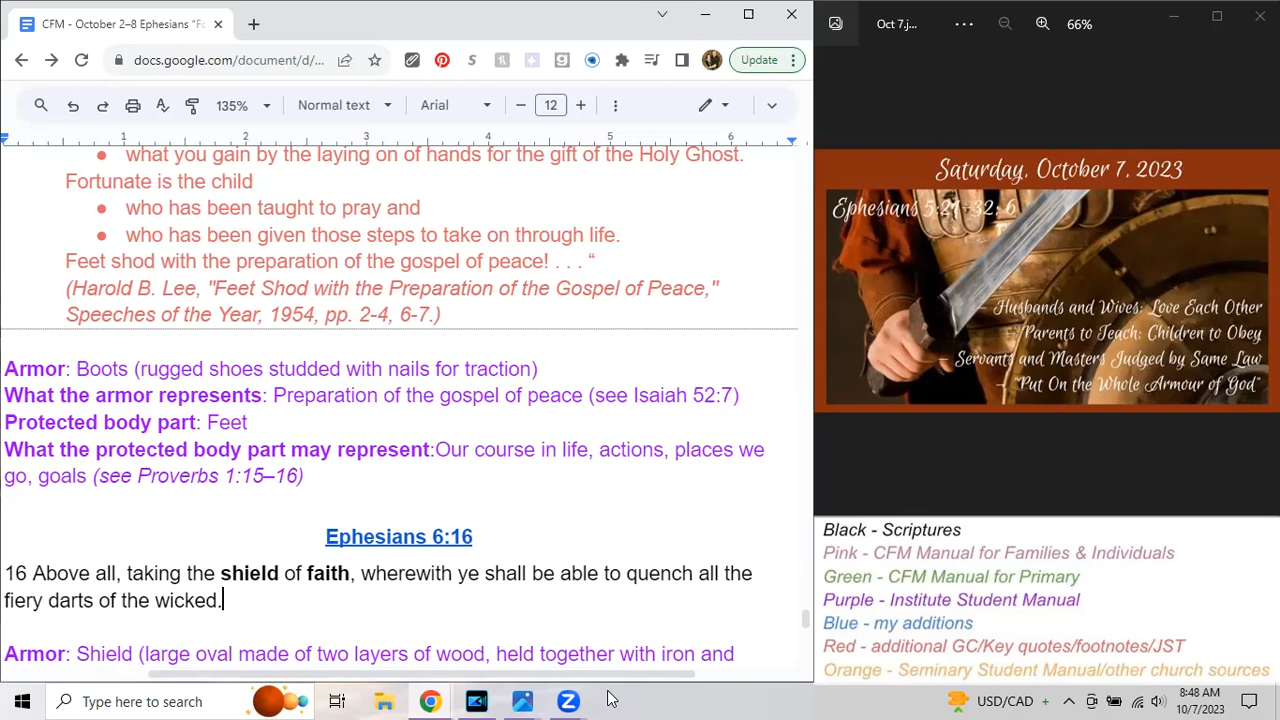 CFM - October 2–8 Ephesians "Fo
docs.google.com/document/d/...
Update
135%
Normal text
Arial
12
1 2 3 4 5 6
what you gain by the laying on of hands for the gift of the Holy Ghost.
Fortunate is the child
who has been taught to pray and
who has been given those steps to take on through life.
Feet shod with the preparation of the gospel of peace! . . . “
(Harold B. Lee, "Feet Shod with the Preparation of the Gospel of Peace,"
Speeches of the Year, 1954, pp. 2-4, 6-7.)
Armor: Boots (rugged shoes studded with nails for traction)
What the armor represents: Preparation of the gospel of peace (see Isaiah 52:7)
Protected body part: Feet
What the protected body part may represent:Our course in life, actions, places we
go, goals (see Proverbs 1:15–16)
Ephesians 6:16
16 Above all, taking the shield of faith, wherewith ye shall be able to quench all the
fiery darts of the wicked.
Armor: Shield (large oval made of two layers of wood, held together with iron and
Oct 7.j...
66%
Saturday, October 7, 2023
Ephesians 5:21-32; 6
– Husbands and Wives: Love Each Other
– Parents to Teach: Children to Obey
– Servants and Masters Judged by Same Law
– "Put On the Whole Armour of God"
Black - Scriptures
Pink - CFM Manual for Families & Individuals
Green - CFM Manual for Primary
Purple - Institute Student Manual
Blue - my additions
Red - additional GC/Key quotes/footnotes/JST
Orange - Seminary Student Manual/other church sources
Type here to search
USD/CAD +
8:48 AM
10/7/2023